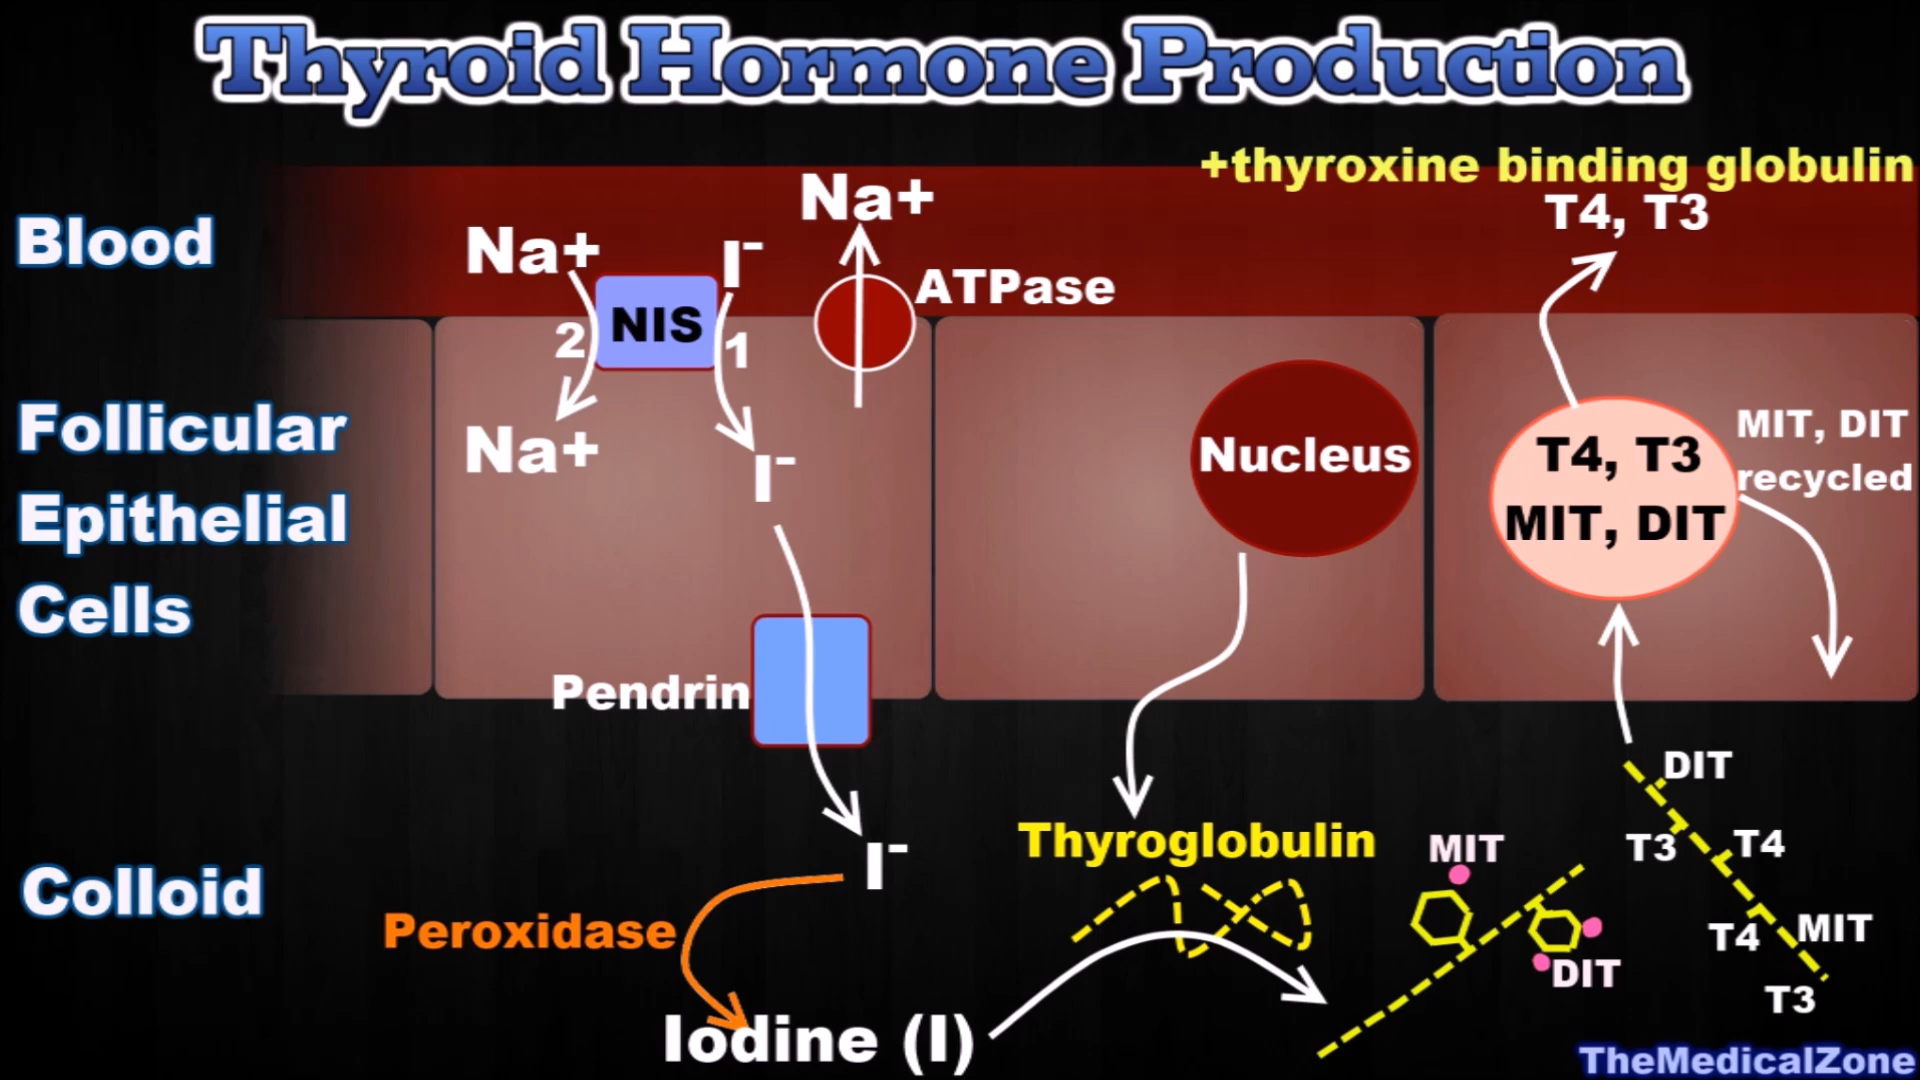 Thyroid Hormone Production
+thyroxine binding globulin
T4, T3
Blood
Na+
I-
Na+
ATPase
NIS
2
1
Na+
I-
Follicular
Epithelial
Cells
Nucleus
T4, T3
MIT, DIT
MIT, DIT
recycled
Pendrin
I-
Colloid
Peroxidase
Iodine (I)
Thyroglobulin
MIT
DIT
DIT
T3
T4
T4
MIT
T3
TheMedicalZone